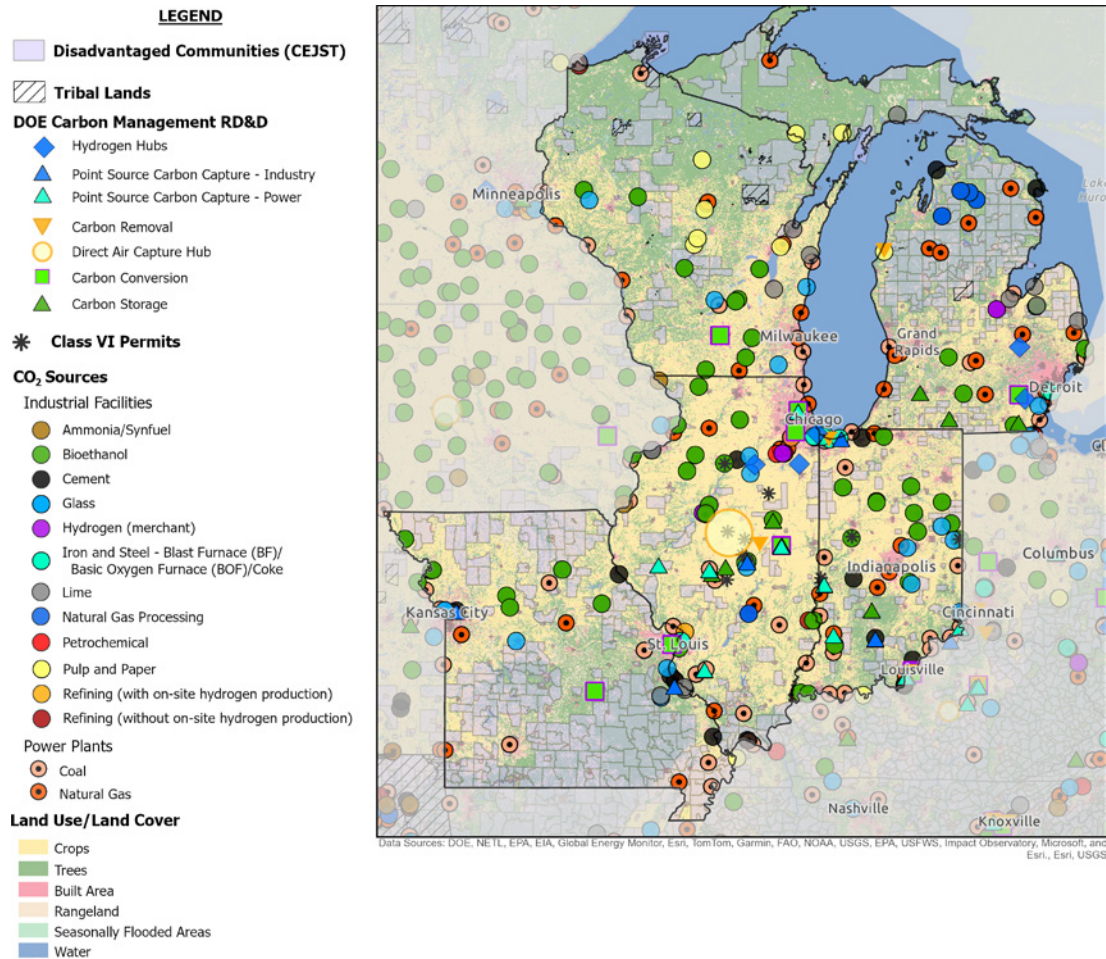 LEGEND
Disadvantaged Communities (CEJST)
Tribal Lands
DOE Carbon Management RD&D
Hydrogen Hubs
Point Source Carbon Capture - Industry
Point Source Carbon Capture - Power
Carbon Removal
Direct Air Capture Hub
Carbon Conversion
Carbon Storage
Class VI Permits
CO₂ Sources
Industrial Facilities
Ammonia/Synfuel
Bioethanol
Cement
Glass
Hydrogen (merchant)
Iron and Steel - Blast Furnace (BF)/
Basic Oxygen Furnace (BOF)/Coke
Lime
Natural Gas Processing
Petrochemical
Pulp and Paper
Refining (with on-site hydrogen production)
Refining (without on-site hydrogen production)
Power Plants
Coal
Natural Gas
Land Use/Land Cover
Crops
Trees
Built Area
Rangeland
Seasonally Flooded Areas
Water
Minneapolis
Milwaukee
Grand
Rapids
Detroit
Chicago
Columbus
Indianapolis
Kansas City
Cincinnati
St. Louis
Louisville
Nashville
Knoxville
Data Sources: DOE, NETL, EPA, EIA, Global Energy Monitor, Esri, TomTom, Garmin, FAO, NOAA, USGS, EPA, USFWS, Impact Observatory, Microsoft, and
Esri., Esri, USGS